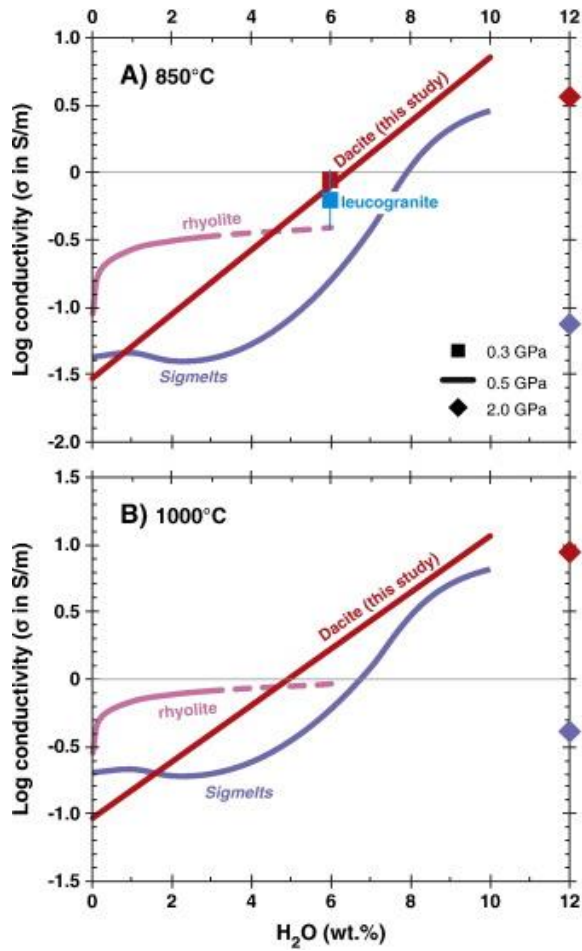 0 2 4 6 8 10 12
1.0
A) 850°C
0.5
Dacite (this study)
0
leucogranite
rhyolite
-0.5
-1.0
0.3 GPa
-1.5
Sigmelts
0.5 GPa
2.0 GPa
-2.0
Log conductivity (σ in S/m)
1.5
B) 1000°C
1.0
Dacite (this study)
0.5
0
rhyolite
-0.5
Sigmelts
-1.0
-1.5
Log conductivity (σ in S/m)
0 2 4 6 8 10 12
H₂O (wt.%)